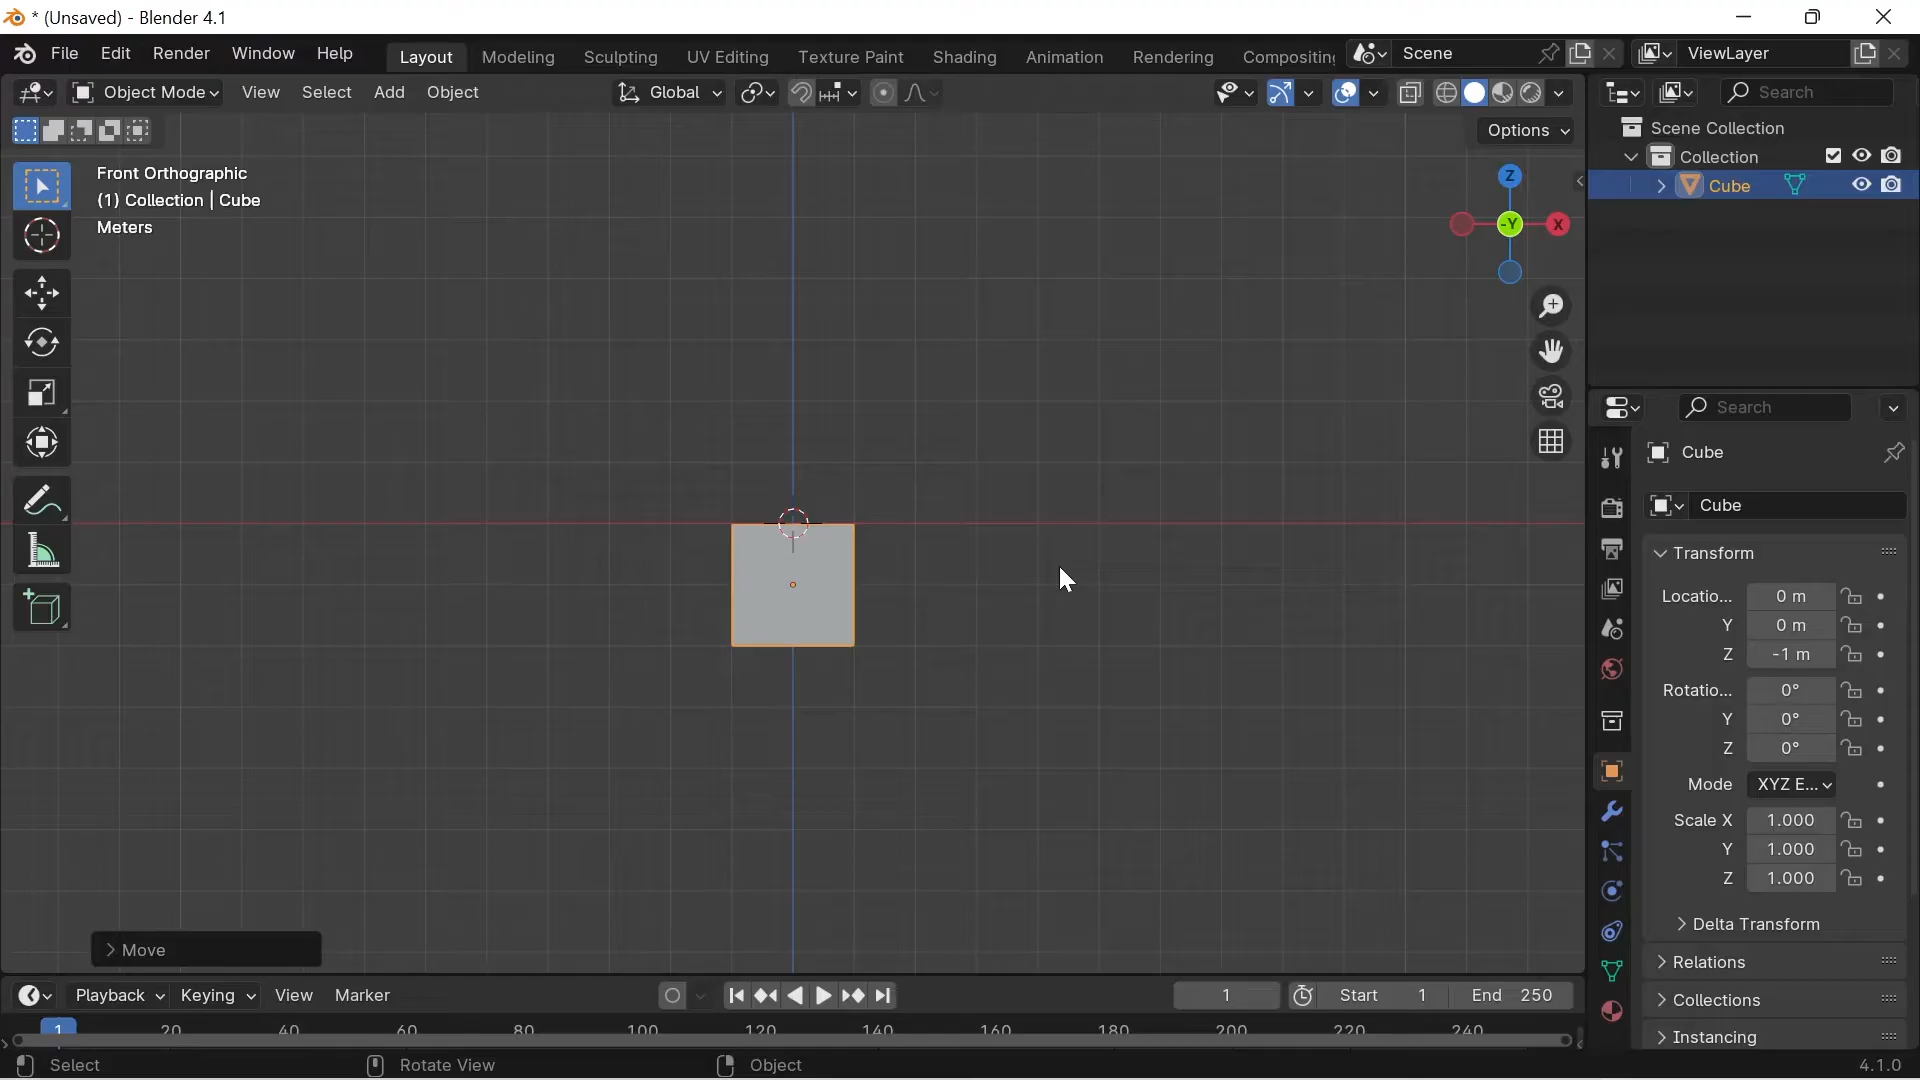 * (Unsaved) - Blender 4.1
File Edit Render Window Help Layout Modeling Sculpting UV Editing Texture Paint Shading Animation Rendering Compositing Scene ViewLayer
Object Mode View Select Add Object Global Search
Options
Front Orthographic
(1) Collection | Cube
Meters
Z
-Y X
Scene Collection
Collection
Cube
Search
Cube
Cube
Transform
Locatio... 0 m
Y 0 m
Z -1 m
Rotatio... 0°
Y 0°
Z 0°
Mode XYZ E...
Scale X 1.000
Y 1.000
Z 1.000
Delta Transform
Relations
Collections
Instancing
Move
Playback Keying View Marker 1 Start 1 End 250
1 20 40 60 80 100 120 140 160 180 200 220 240
Select Rotate View Object 4.1.0